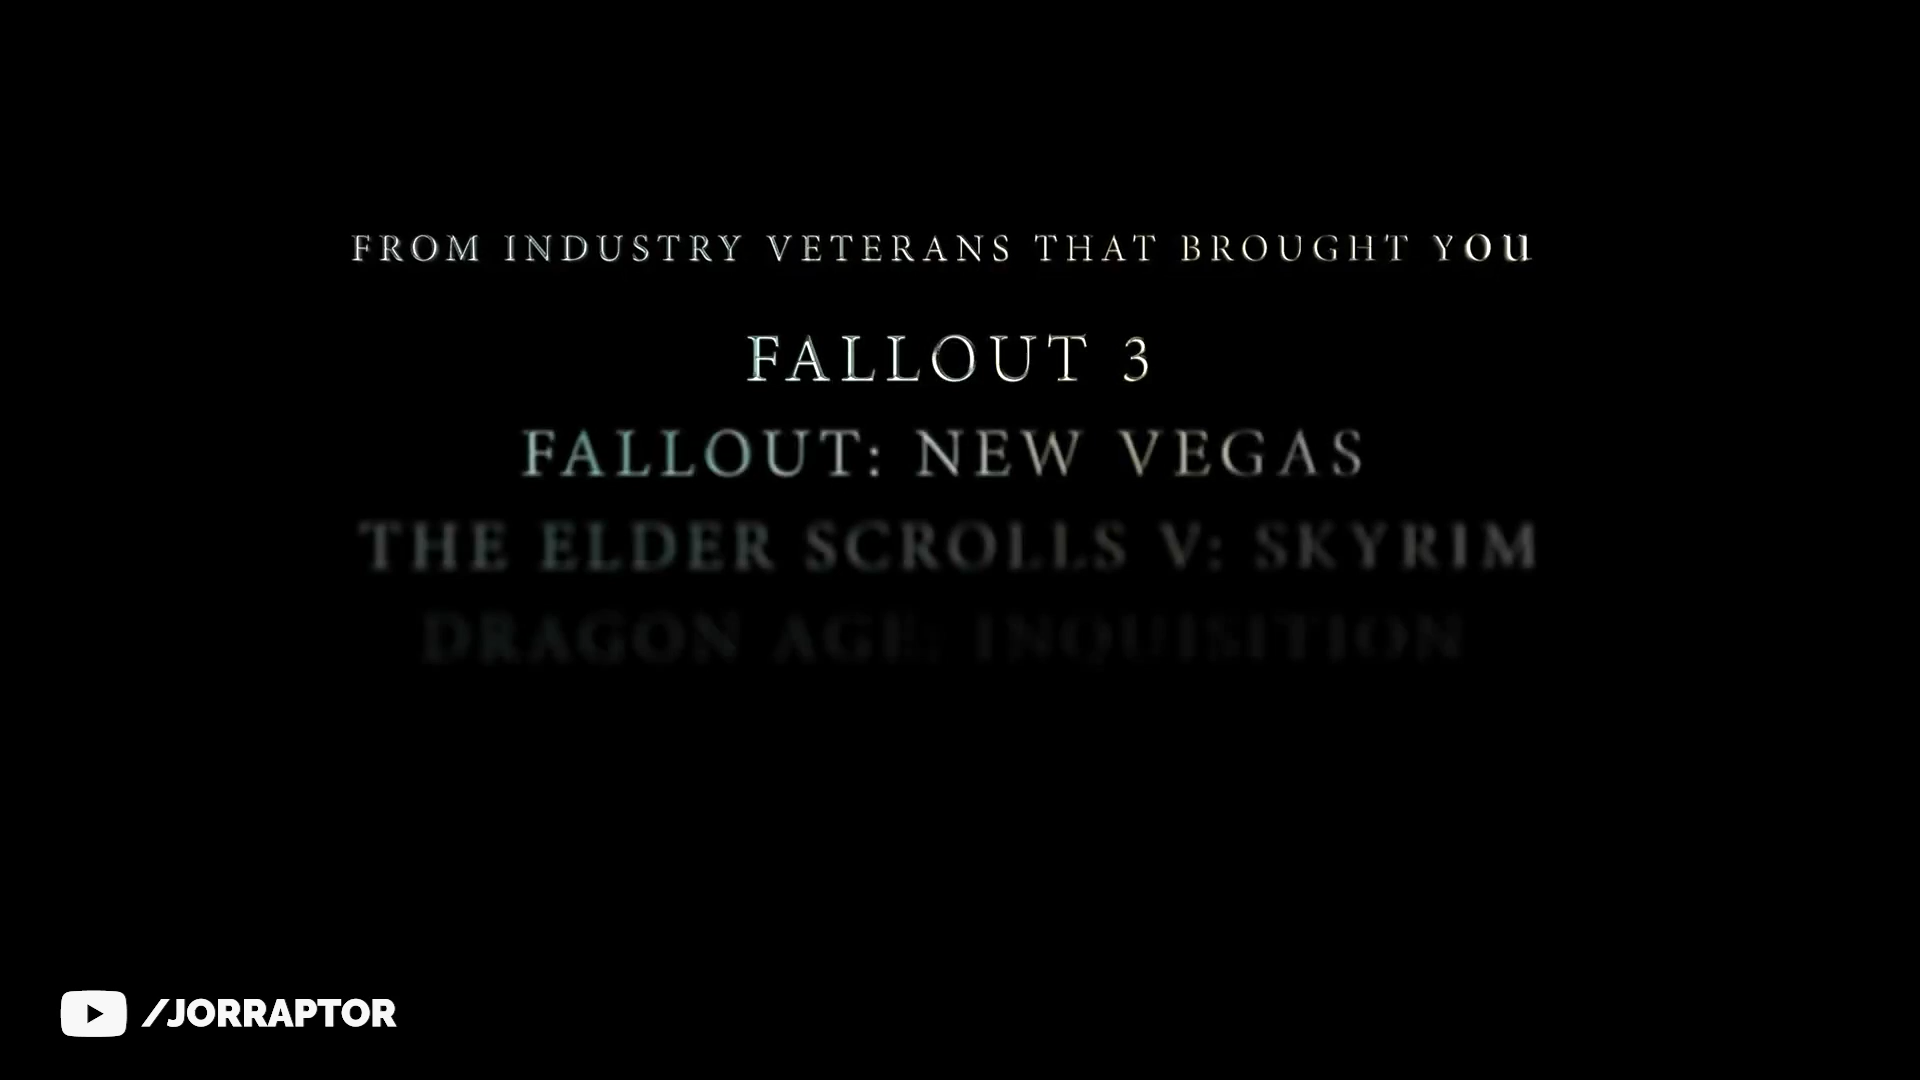 FROM INDUSTRY VETERANS THAT BROUGHT YOU
FALLOUT 3
FALLOUT: NEW VEGAS
THE ELDER SCROLLS V: SKYRIM
DRAGON AGE: INQUISITION
/JORRAPTOR